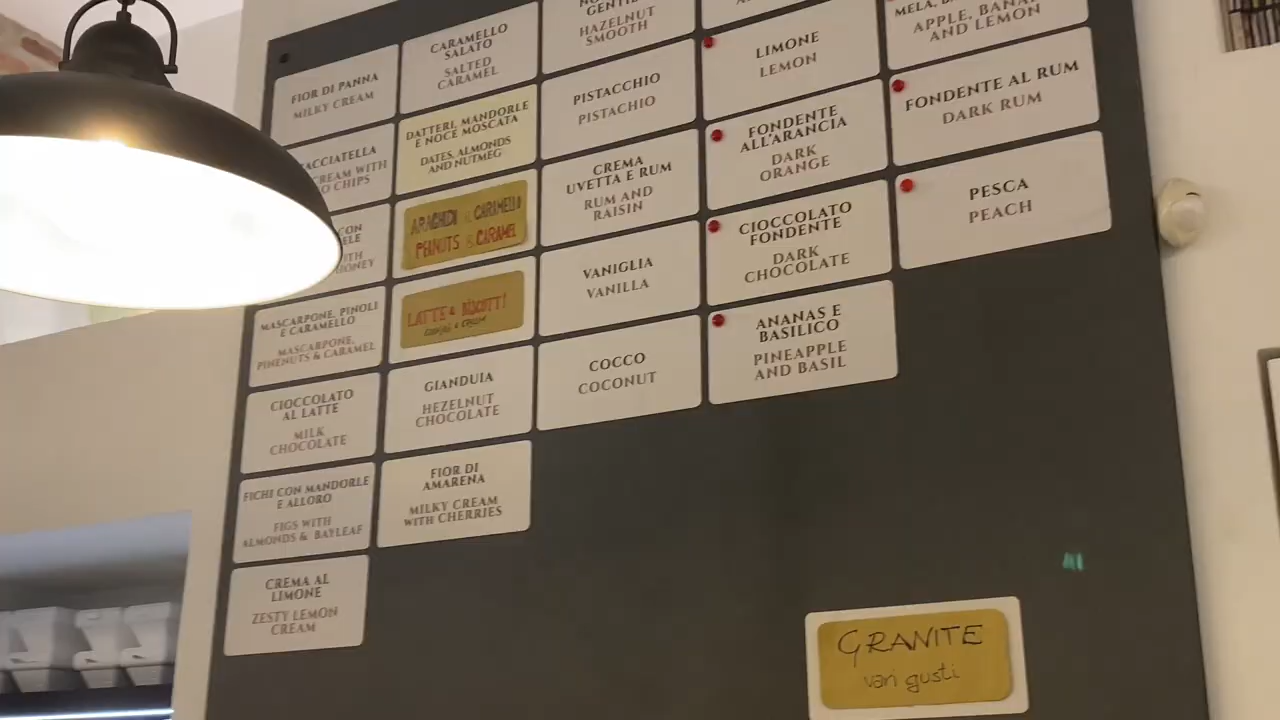 FIOR DI PANNA
MILKY CREAM
CREAM WITH
CHIPS
CON
HONEY
MASCARPONE, PINOLI
E CARAMELLO
MASCARPONE,
PINENUTS & CARAMEL
CIOCCOLATO
AL LATTE
MILK
CHOCOLATE
FICHI CON MANDORLE
E ALLORO
FIGS WITH
ALMONDS & BAYLEAF
CREMA AL
LIMONE
ZESTY LEMON
CREAM
CARAMELLO
SALATO
SALTED
CARAMEL
DATTERI, MANDORLE
E NOCE MOSCATA
DATES, ALMONDS
AND NUTMEG
ARACHIDI CARAMELLO
PEANUTS & CARAMEL
LATTE & BISCOTTI
GIANDUIA
HEZELNUT
CHOCOLATE
FIOR DI
AMARENA
MILKY CREAM
WITH CHERRIES
GENTILE
HAZELNUT
SMOOTH
PISTACCHIO
PISTACHIO
CREMA
UVETTA E RUM
RUM AND
RAISIN
VANIGLIA
VANILLA
COCCO
COCONUT
LIMONE
LEMON
FONDENTE
ALL'ARANCIA
DARK
ORANGE
CIOCCOLATO
FONDENTE
DARK
CHOCOLATE
ANANAS E
BASILICO
PINEAPPLE
AND BASIL
MELA,
APPLE, BANANA
AND LEMON
FONDENTE AL RUM
DARK RUM
PESCA
PEACH
GRANITE
vari gusti